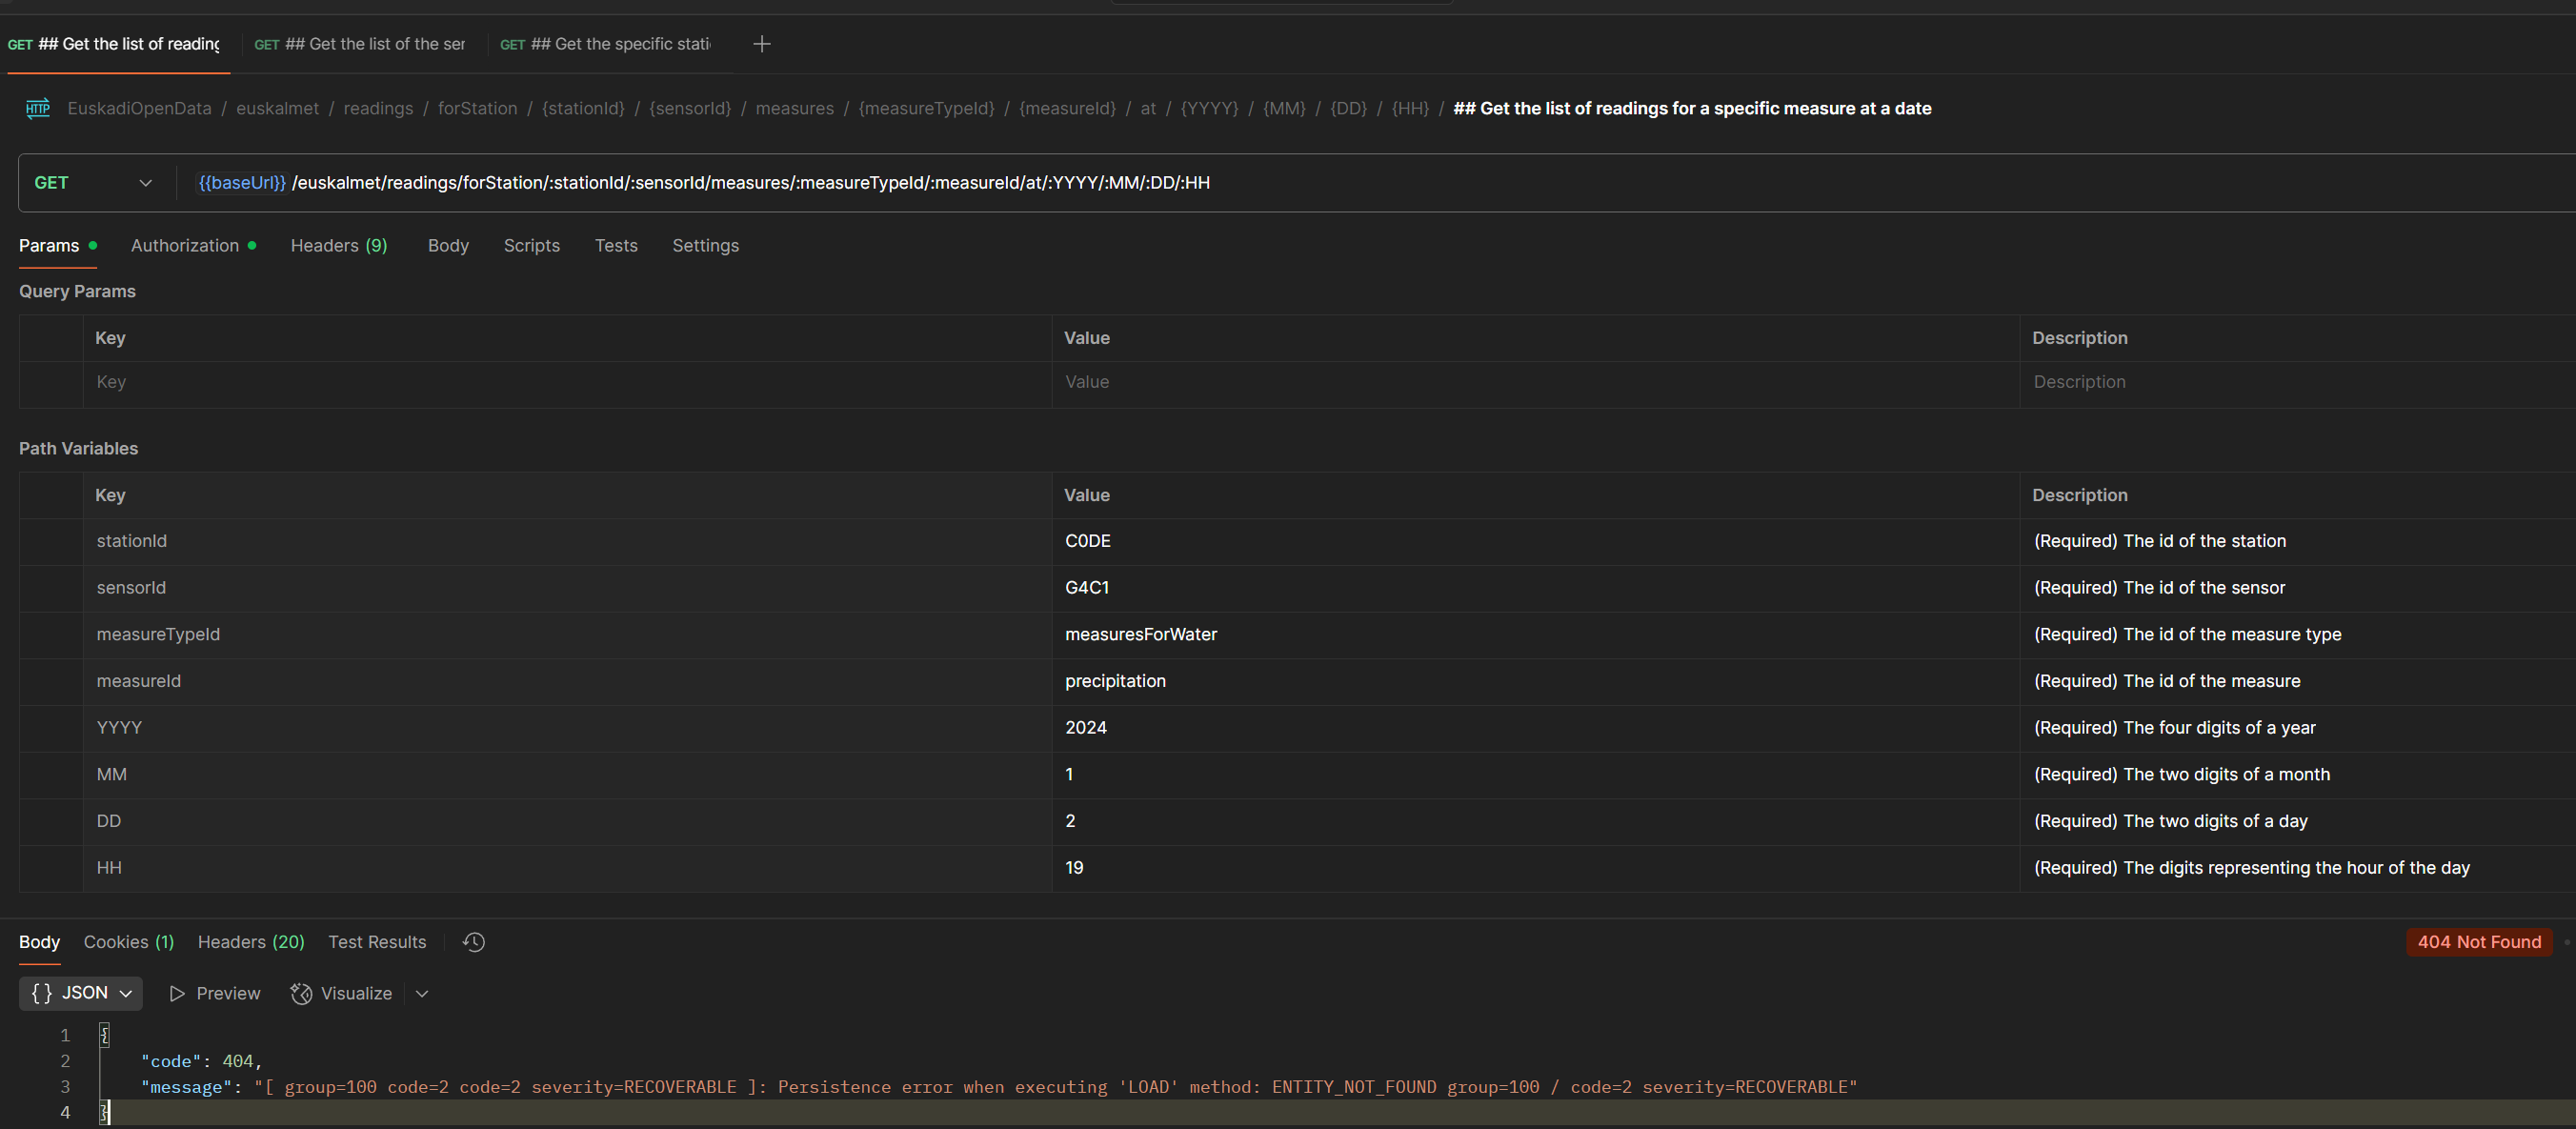 GET ## Get the list of reading
GET ## Get the list of the ser
GET ## Get the specific stati
HTTP EuskadiOpenData / euskalmet / readings / forStation / {stationId} / {sensorId} / measures / {measureTypeId} / {measureId} / at / {YYYY} / {MM} / {DD} / {HH} / ## Get the list of readings for a specific measure at a date
GET {{baseUrl}} /euskalmet/readings/forStation/:stationId/:sensorId/measures/:measureTypeId/:measureId/at/:YYYY/:MM/:DD/:HH
Params Authorization Headers (9) Body Scripts Tests Settings
Query Params
Key Value Description
Key Value Description
Path Variables
Key Value Description
stationId C0DE (Required) The id of the station
sensorId G4C1 (Required) The id of the sensor
measureTypeId measuresForWater (Required) The id of the measure type
measureId precipitation (Required) The id of the measure
YYYY 2024 (Required) The four digits of a year
MM 1 (Required) The two digits of a month
DD 2 (Required) The two digits of a day
HH 19 (Required) The digits representing the hour of the day
Body Cookies (1) Headers (20) Test Results 404 Not Found
{} JSON Preview Visualize
1 {
2 "code": 404,
3 "message": "[ group=100 code=2 code=2 severity=RECOVERABLE ]: Persistence error when executing 'LOAD' method: ENTITY_NOT_FOUND group=100 / code=2 severity=RECOVERABLE"
4 }